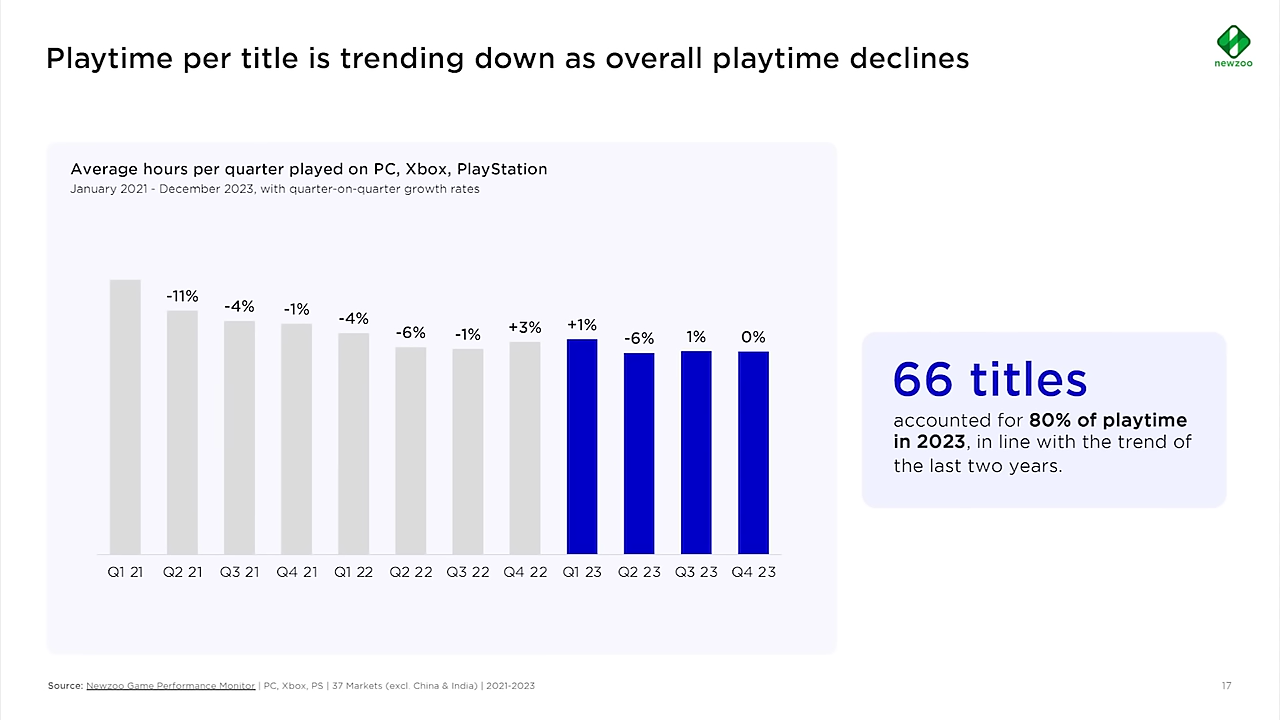 Playtime per title is trending down as overall playtime declines
newzoo
Average hours per quarter played on PC, Xbox, PlayStation
January 2021 - December 2023, with quarter-on-quarter growth rates
-11%
-4%
-1%
-4%
-6%
-1%
+3%
+1%
-6%
1%
0%
Q1 21
Q2 21
Q3 21
Q4 21
Q1 22
Q2 22
Q3 22
Q4 22
Q1 23
Q2 23
Q3 23
Q4 23
66 titles
accounted for 80% of playtime
in 2023, in line with the trend of
the last two years.
Source: Newzoo Game Performance Monitor | PC, Xbox, PS | 37 Markets (excl. China & India) | 2021-2023
17